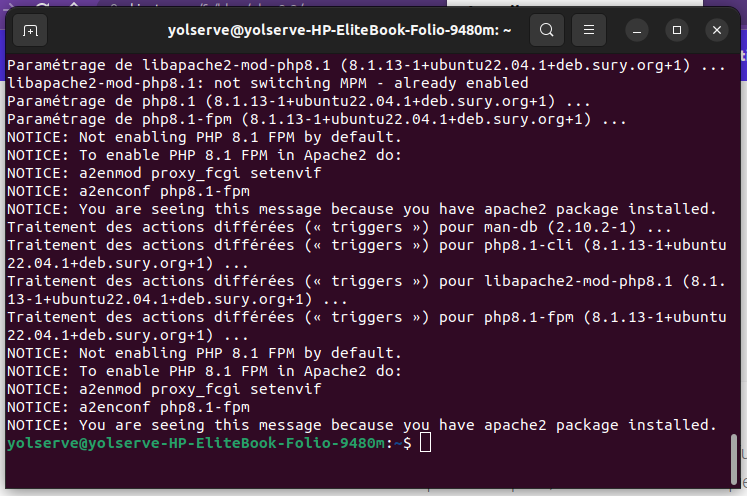 yolserve@yolserve-HP-EliteBook-Folio-9480m: ~
Paramétrage de libapache2-mod-php8.1 (8.1.13-1+ubuntu22.04.1+deb.sury.org+1) ...
libapache2-mod-php8.1: not switching MPM - already enabled
Paramétrage de php8.1 (8.1.13-1+ubuntu22.04.1+deb.sury.org+1) ...
Paramétrage de php8.1-fpm (8.1.13-1+ubuntu22.04.1+deb.sury.org+1) ...
NOTICE: Not enabling PHP 8.1 FPM by default.
NOTICE: To enable PHP 8.1 FPM in Apache2 do:
NOTICE: a2enmod proxy_fcgi setenvif
NOTICE: a2enconf php8.1-fpm
NOTICE: You are seeing this message because you have apache2 package installed.
Traitement des actions différées (« triggers ») pour man-db (2.10.2-1) ...
Traitement des actions différées (« triggers ») pour php8.1-cli (8.1.13-1+ubuntu
22.04.1+deb.sury.org+1) ...
Traitement des actions différées (« triggers ») pour libapache2-mod-php8.1 (8.1.
13-1+ubuntu22.04.1+deb.sury.org+1) ...
Traitement des actions différées (« triggers ») pour php8.1-fpm (8.1.13-1+ubuntu
22.04.1+deb.sury.org+1) ...
NOTICE: Not enabling PHP 8.1 FPM by default.
NOTICE: To enable PHP 8.1 FPM in Apache2 do:
NOTICE: a2enmod proxy_fcgi setenvif
NOTICE: a2enconf php8.1-fpm
NOTICE: You are seeing this message because you have apache2 package installed.
yolserve@yolserve-HP-EliteBook-Folio-9480m:~$